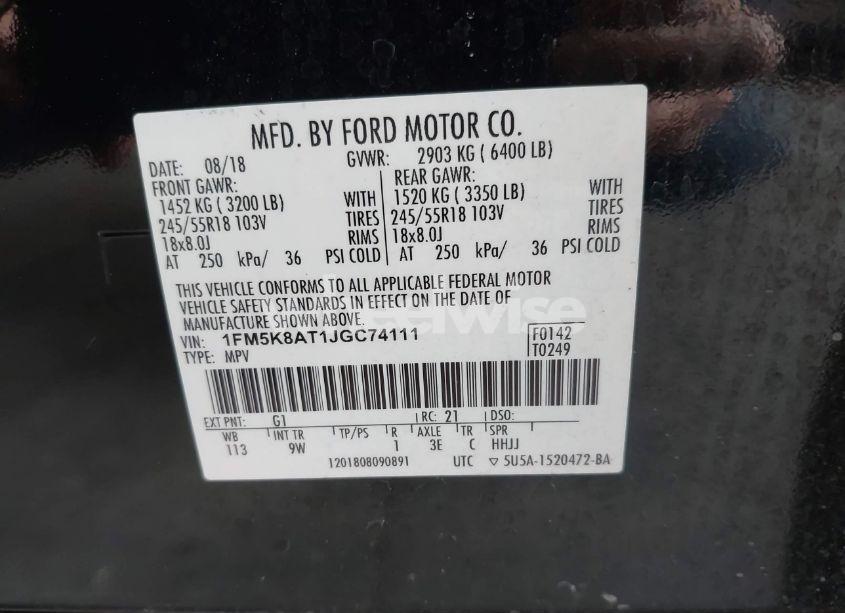 MFD. BY FORD MOTOR CO.
DATE: 08/18 GVWR: 2903 KG ( 6400 LB)
FRONT GAWR: REAR GAWR:
1452 KG ( 3200 LB) WITH 1520 KG ( 3350 LB) WITH
245/55R18 103V TIRES 245/55R18 103V TIRES
18x8.0J RIMS 18x8.0J RIMS
AT 250 kPa/ 36 PSI COLD AT 250 kPa/ 36 PSI COLD
THIS VEHICLE CONFORMS TO ALL APPLICABLE FEDERAL MOTOR
VEHICLE SAFETY STANDARDS IN EFFECT ON THE DATE OF
MANUFACTURE SHOWN ABOVE.
VIN: 1FM5K8AT1JGC74111 F0142
TYPE: MPV T0249
EXT PNT: G1 RC: 21 DSO:
WB INT TR TP/PS R AXLE TR SPR
113 9W 1 3E C HHJJ
1201808090891 UTC ▽ 5U5A-1520472-BA